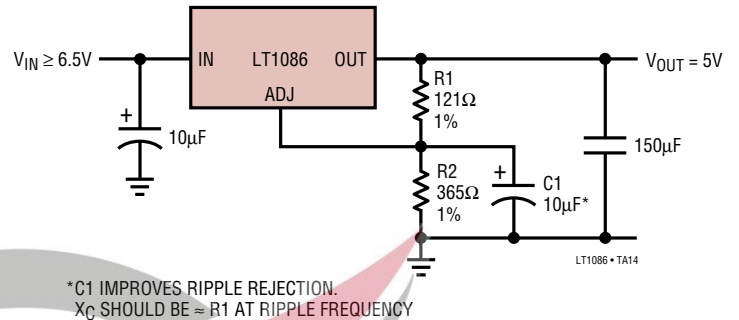 V_IN ≥ 6.5V
IN LT1086 OUT
ADJ
V_OUT = 5V
R1
121Ω
1%
+
10μF
R2
365Ω
1%
+
C1
10μF*
150μF
LT1086 • TA14
*C1 IMPROVES RIPPLE REJECTION.
X_C SHOULD BE ≈ R1 AT RIPPLE FREQUENCY